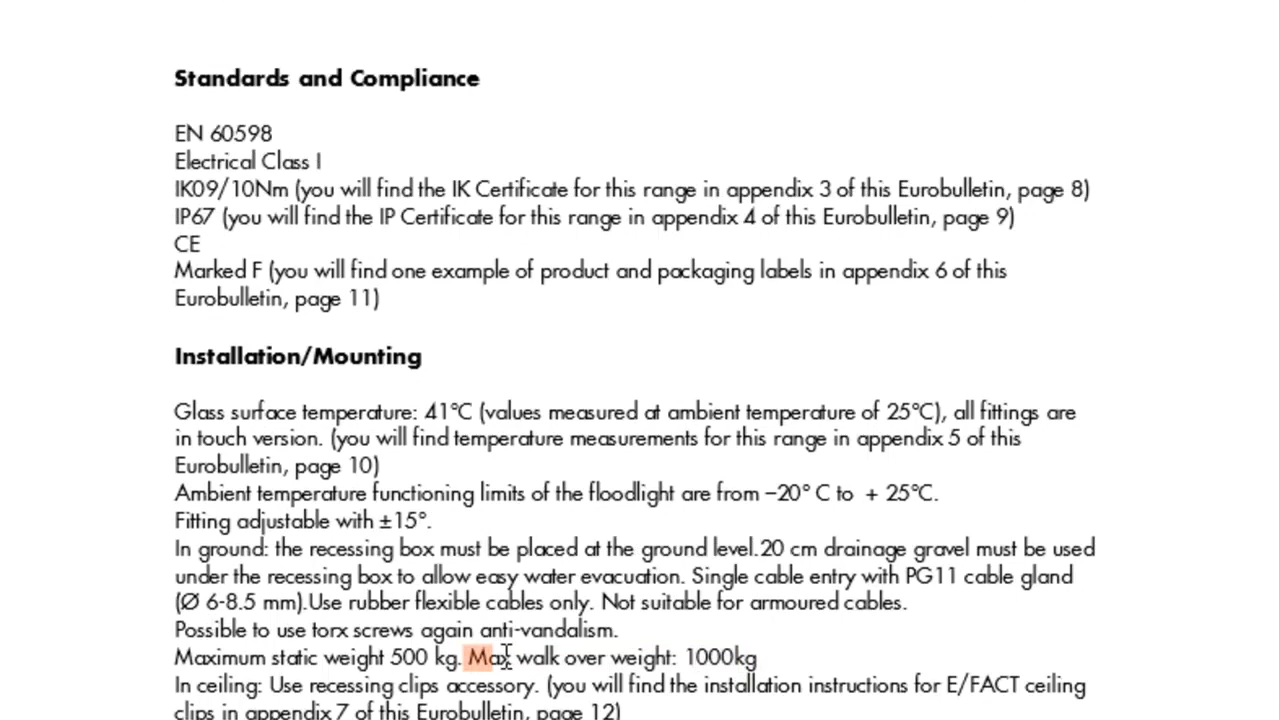 Standards and Compliance
EN 60598
Electrical Class I
IK09/10Nm (you will find the IK Certificate for this range in appendix 3 of this Eurobulletin, page 8)
IP67 (you will find the IP Certificate for this range in appendix 4 of this Eurobulletin, page 9)
CE
Marked F (you will find one example of product and packaging labels in appendix 6 of this
Eurobulletin, page 11)
Installation/Mounting
Glass surface temperature: 41°C (values measured at ambient temperature of 25°C), all fittings are
in touch version. (you will find temperature measurements for this range in appendix 5 of this
Eurobulletin, page 10)
Ambient temperature functioning limits of the floodlight are from –20° C to + 25°C.
Fitting adjustable with ±15°.
In ground: the recessing box must be placed at the ground level.20 cm drainage gravel must be used
under the recessing box to allow easy water evacuation. Single cable entry with PG11 cable gland
(Ø 6-8.5 mm).Use rubber flexible cables only. Not suitable for armoured cables.
Possible to use torx screws again anti-vandalism.
Maximum static weight 500 kg. Max walk over weight: 1000kg
In ceiling: Use recessing clips accessory. (you will find the installation instructions for E/FACT ceiling
clips in appendix 7 of this Eurobulletin, page 12)